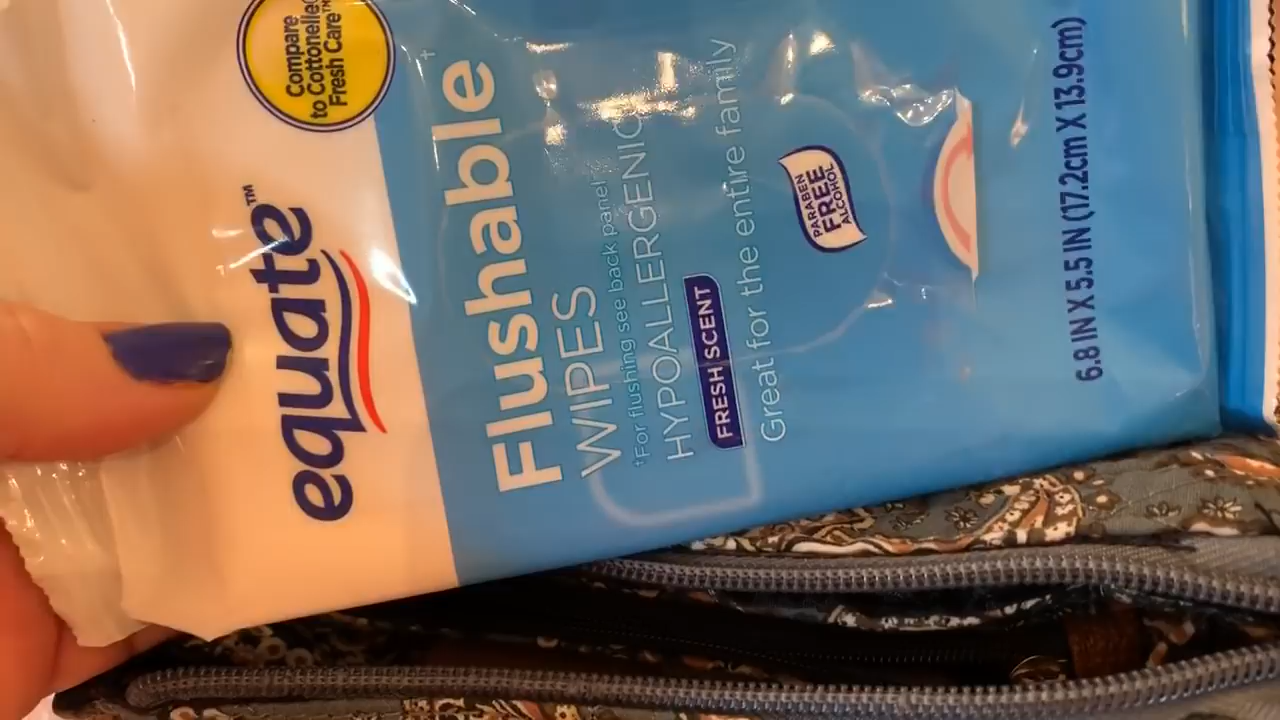 Compare
to Cottonelle
Fresh Care™
equate™
Flushable†
WIPES
†For flushing see back panel
HYPOALLERGENIC
FRESH SCENT
Great for the entire family
PARABEN
FREE
ALCOHOL
6.8 IN X 5.5 IN (17.2cm X 13.9cm)